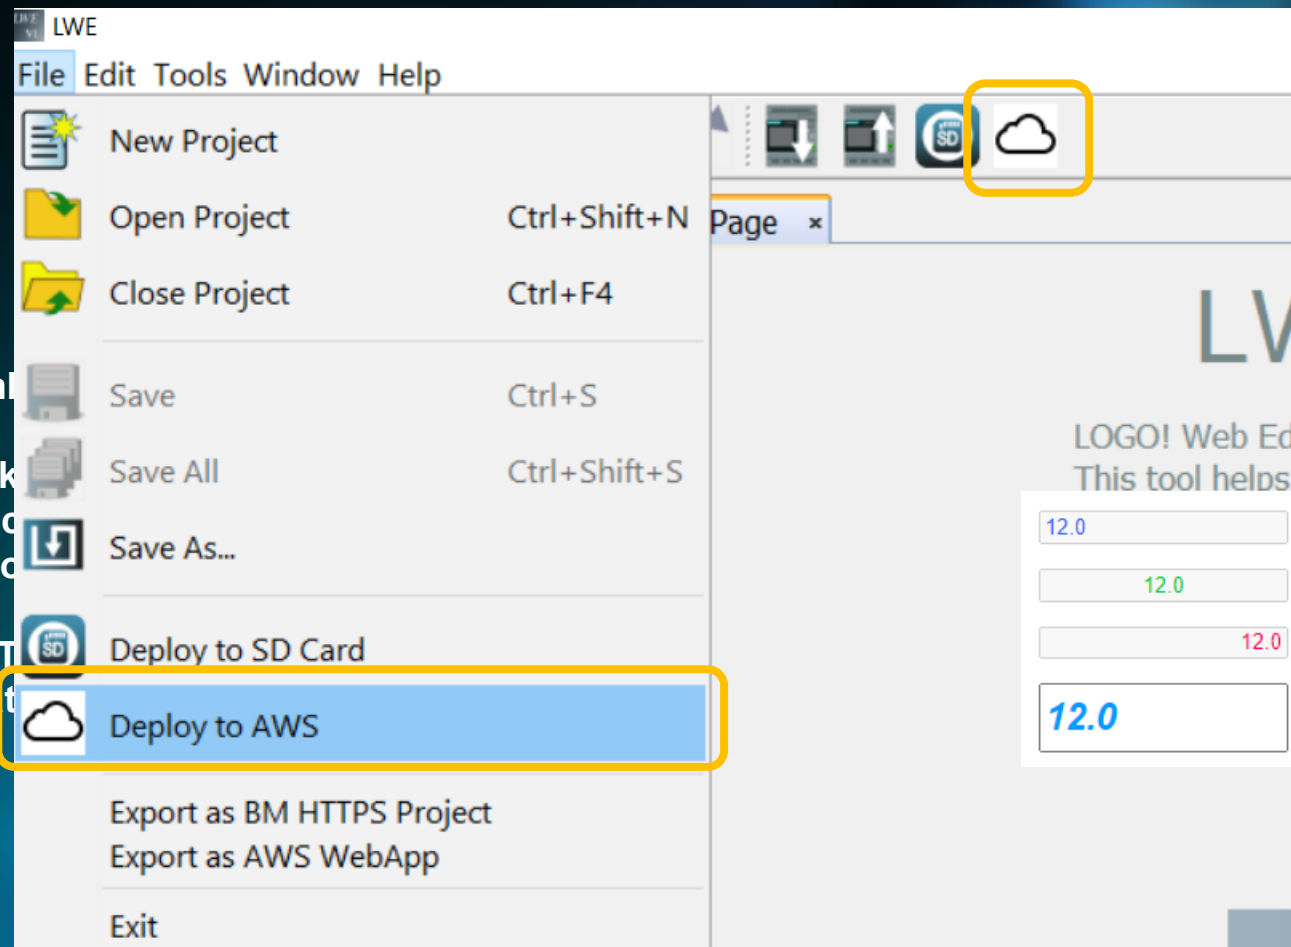 LWE
File Edit Tools Window Help
New Project
Open Project Ctrl+Shift+N
Close Project Ctrl+F4
Save Ctrl+S
Save All Ctrl+Shift+S
Save As...
Deploy to SD Card
Deploy to AWS
Export as BM HTTPS Project
Export as AWS WebApp
Exit
SD
Page ×
LOGO! Web Ed
This tool helps
12.0
12.0
12.0
12.0